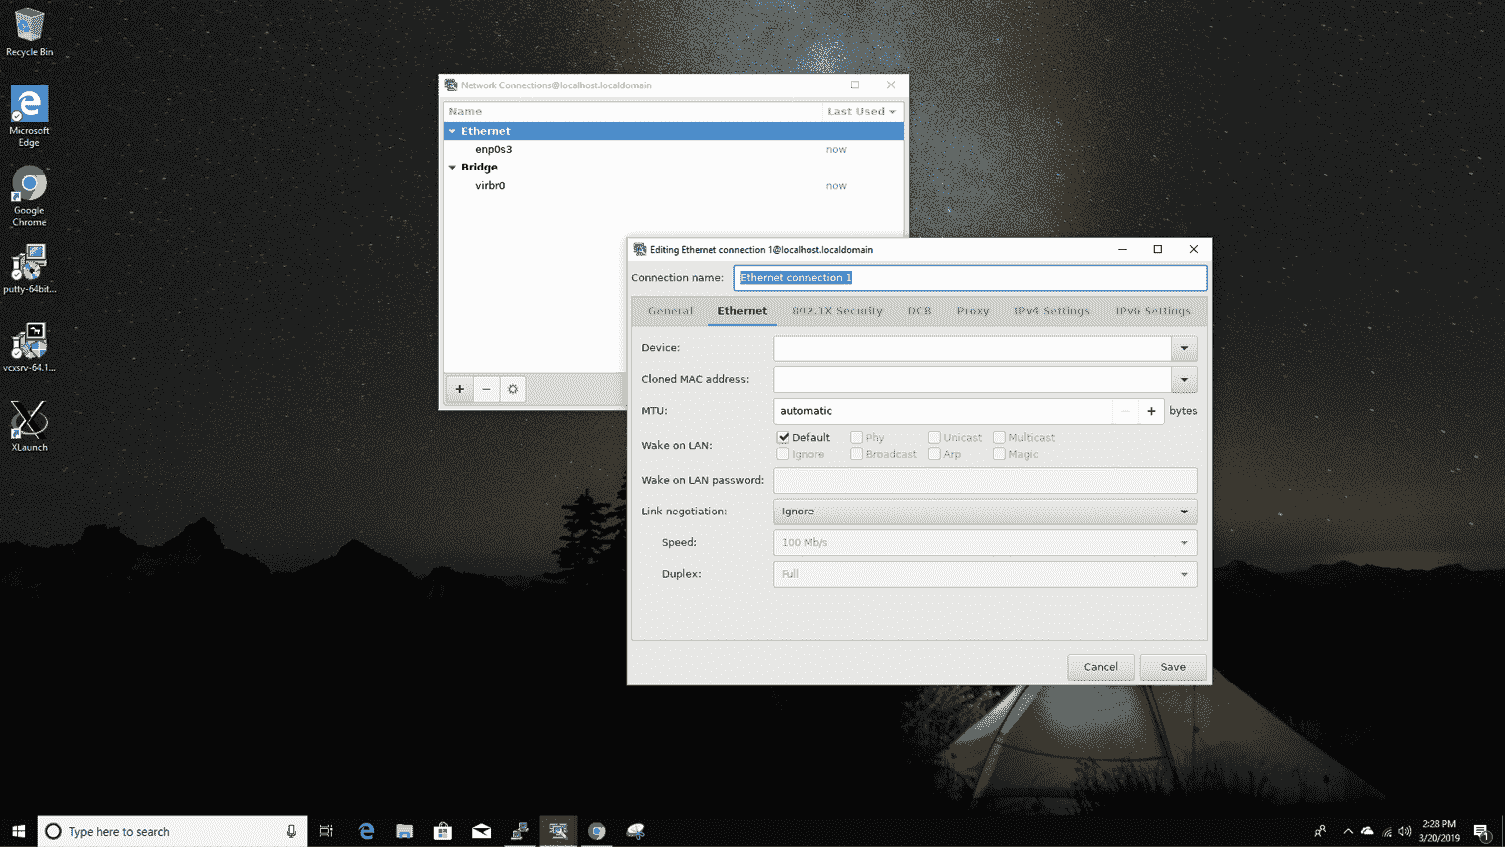 Recycle Bin
Microsoft
Edge
Google
Chrome
putty-64bit...
vcxsrv-64.1...
XLaunch
Network Connections@localhost.localdomain
Name Last Used
Ethernet
enp0s3 now
Bridge
virbr0 now
Editing Ethernet connection 1@localhost.localdomain
Connection name: Ethernet connection 1
General Ethernet 802.1X Security DCB Proxy IPv4 Settings IPv6 Settings
Device:
Cloned MAC address:
MTU: automatic bytes
Wake on LAN:
Default Phy Unicast Multicast
Ignore Broadcast Arp Magic
Wake on LAN password:
Link negotiation: Ignore
Speed: 100 Mb/s
Duplex: Full
Cancel Save
Type here to search
2:28 PM
3/20/2019
1